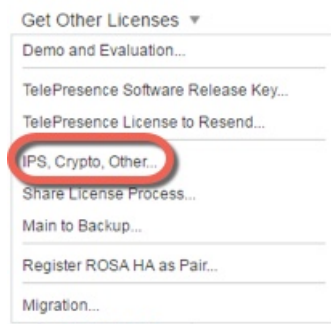 Get Other Licenses ▼
Demo and Evaluation...
TelePresence Software Release Key...
TelePresence License to Resend...
IPS, Crypto, Other...
Share License Process...
Main to Backup...
Register ROSA HA as Pair...
Migration...